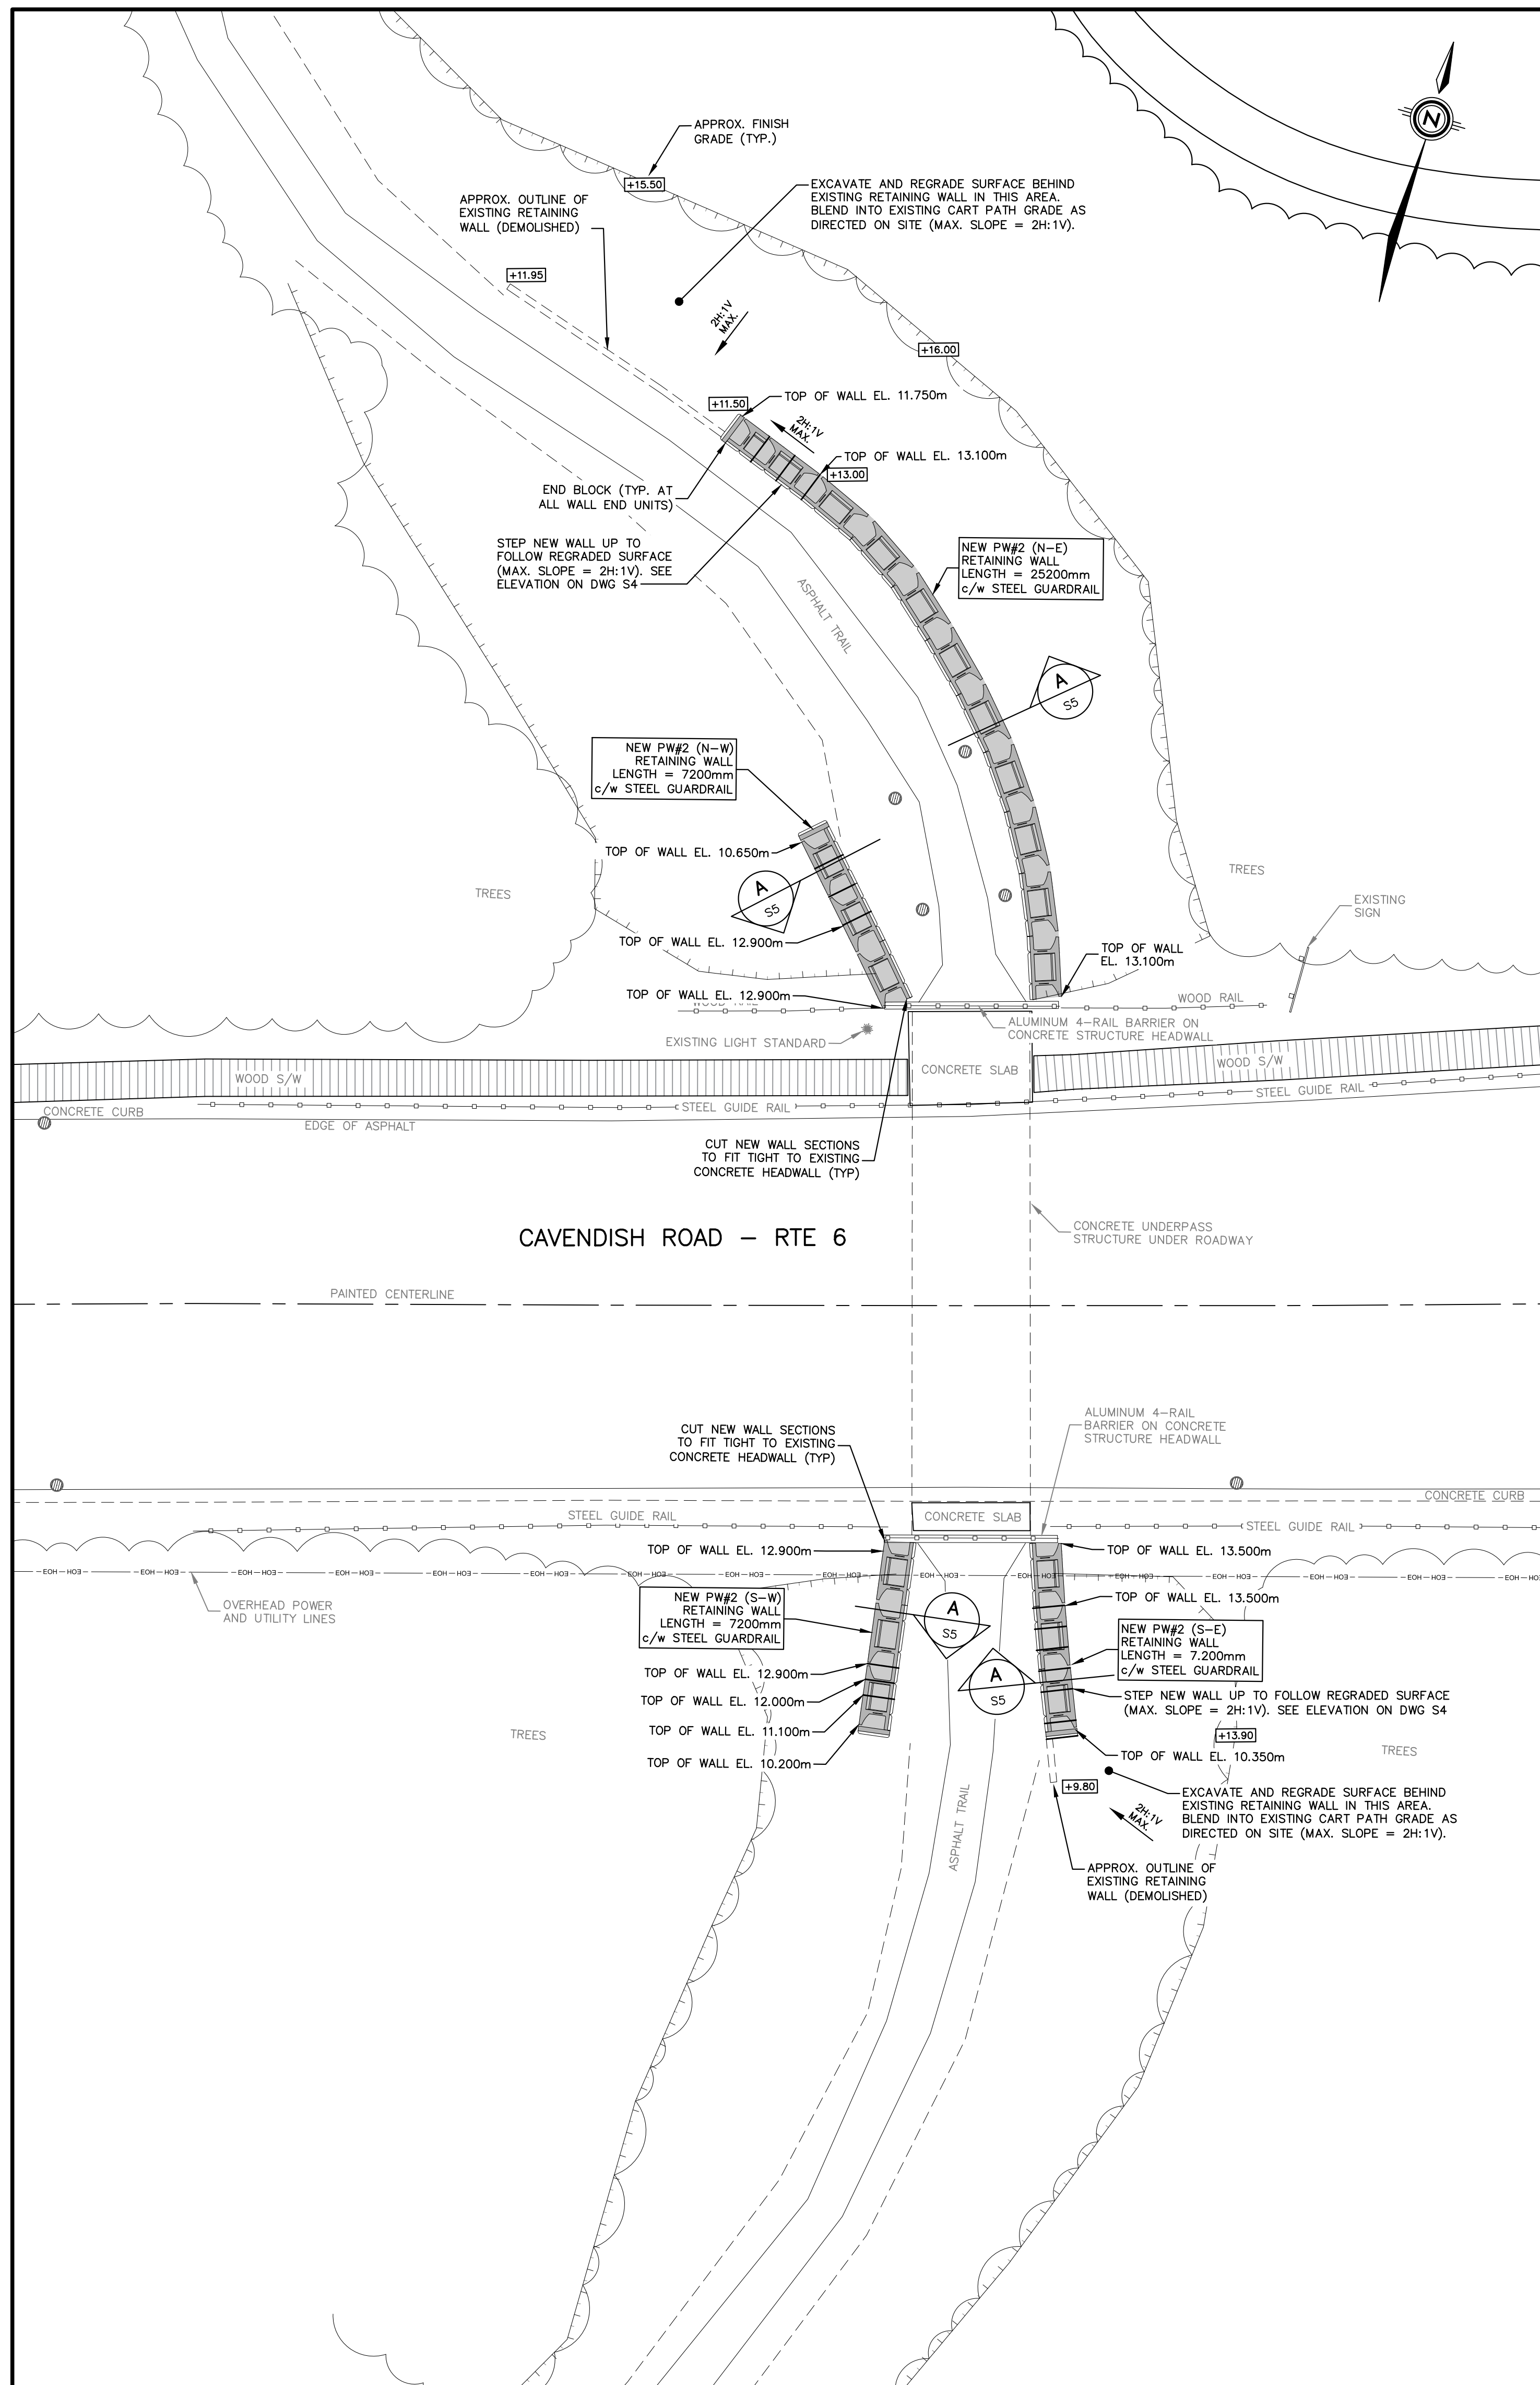 APPROX. FINISH
GRADE (TYP.)
+15.50
N
EXCAVATE AND REGRADE SURFACE BEHIND
EXISTING RETAINING WALL IN THIS AREA.
BLEND INTO EXISTING CART PATH GRADE AS
DIRECTED ON SITE (MAX. SLOPE = 2H:1V).
APPROX. OUTLINE OF
EXISTING RETAINING
WALL (DEMOLISHED)
+11.95
2H:1V
MAX.
+16.00
+11.50
TOP OF WALL EL. 11.750m
2H:1V
MAX.
TOP OF WALL EL. 13.100m
+13.00
END BLOCK (TYP. AT
ALL WALL END UNITS)
STEP NEW WALL UP TO
FOLLOW REGRADED SURFACE
(MAX. SLOPE = 2H:1V). SEE
ELEVATION ON DWG S4
NEW PW#2 (N-E)
RETAINING WALL
LENGTH = 25200mm
c/w STEEL GUARDRAIL
ASPHALT TRAIL
A
S5
NEW PW#2 (N-W)
RETAINING WALL
LENGTH = 7200mm
c/w STEEL GUARDRAIL
TOP OF WALL EL. 10.650m
TREES
A
S5
TREES
EXISTING
SIGN
TOP OF WALL EL. 12.900m
TOP OF WALL
EL. 13.100m
TOP OF WALL EL. 12.900m
WOOD RAIL
WOOD RAIL
ALUMINUM 4-RAIL BARRIER ON
CONCRETE STRUCTURE HEADWALL
EXISTING LIGHT STANDARD
CONCRETE SLAB
WOOD S/W
WOOD S/W
STEEL GUIDE RAIL
STEEL GUIDE RAIL
CONCRETE CURB
EDGE OF ASPHALT
CUT NEW WALL SECTIONS
TO FIT TIGHT TO EXISTING
CONCRETE HEADWALL (TYP)
CAVENDISH ROAD - RTE 6
CONCRETE UNDERPASS
STRUCTURE UNDER ROADWAY
PAINTED CENTERLINE
CUT NEW WALL SECTIONS
TO FIT TIGHT TO EXISTING
CONCRETE HEADWALL (TYP)
ALUMINUM 4-RAIL
BARRIER ON CONCRETE
STRUCTURE HEADWALL
CONCRETE CURB
STEEL GUIDE RAIL
CONCRETE SLAB
STEEL GUIDE RAIL
TOP OF WALL EL. 12.900m
TOP OF WALL EL. 13.500m
EOH EOH EOH EOH EOH EOH EOH EOH EOH EOH EOH EOH EOH EOH EOH EOH
OVERHEAD POWER
AND UTILITY LINES
NEW PW#2 (S-W)
RETAINING WALL
LENGTH = 7200mm
c/w STEEL GUARDRAIL
A
S5
TOP OF WALL EL. 13.500m
NEW PW#2 (S-E)
RETAINING WALL
LENGTH = 7.200mm
c/w STEEL GUARDRAIL
A
S5
TOP OF WALL EL. 12.900m
TOP OF WALL EL. 12.000m
TOP OF WALL EL. 11.100m
TOP OF WALL EL. 10.200m
STEP NEW WALL UP TO FOLLOW REGRADED SURFACE
(MAX. SLOPE = 2H:1V). SEE ELEVATION ON DWG S4
TREES
+13.90
TREES
TOP OF WALL EL. 10.350m
+9.80
EXCAVATE AND REGRADE SURFACE BEHIND
EXISTING RETAINING WALL IN THIS AREA.
BLEND INTO EXISTING CART PATH GRADE AS
DIRECTED ON SITE (MAX. SLOPE = 2H:1V).
2H:1V
MAX.
ASPHALT TRAIL
APPROX. OUTLINE OF
EXISTING RETAINING
WALL (DEMOLISHED)